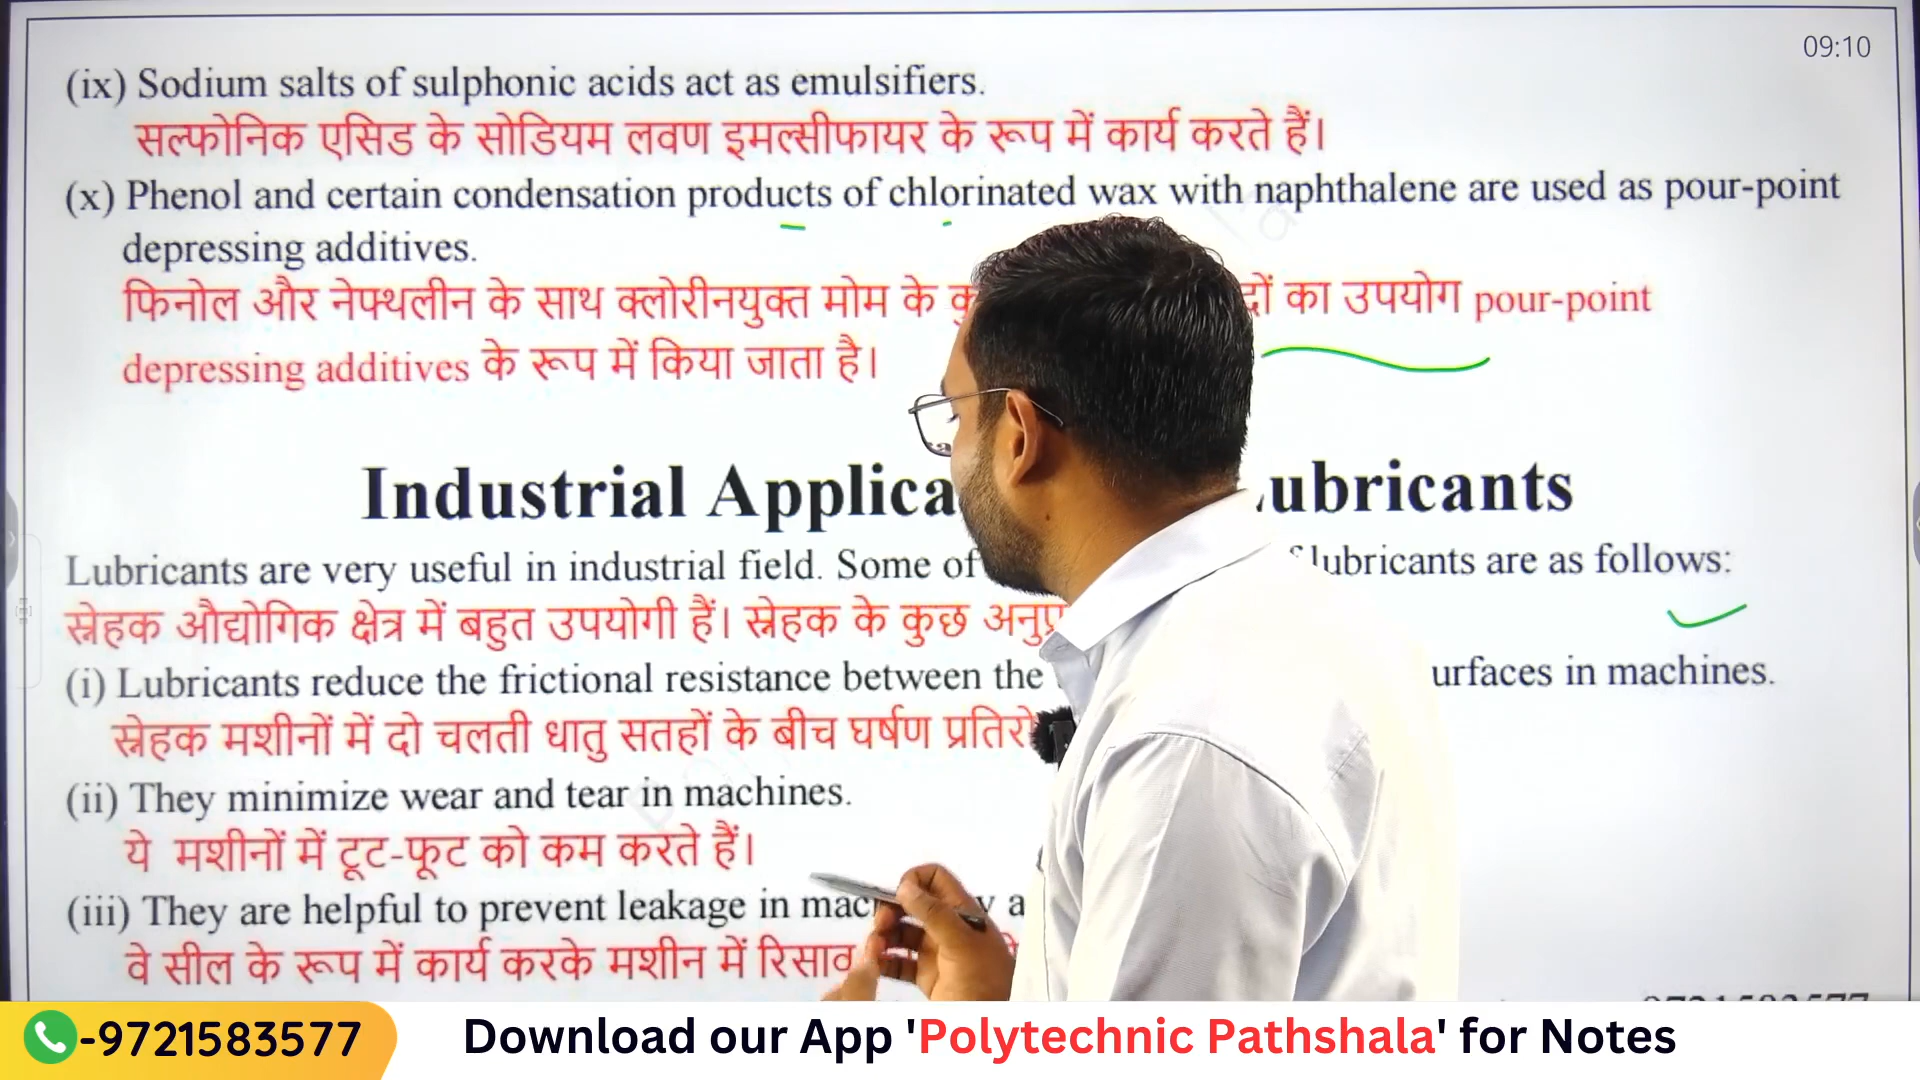 09:10
(ix) Sodium salts of sulphonic acids act as emulsifiers.
सल्फोनिक एसिड के सोडियम लवण इमल्सीफायर के रूप में कार्य करते हैं।
(x) Phenol and certain condensation products of chlorinated wax with naphthalene are used as pour-point
depressing additives.
फिनोल और नेफ्थलीन के साथ क्लोरीनयुक्त मोम के का उपयोग pour-point
depressing additives के रूप में किया जाता है।
Industrial
Lubricants are very useful in industrial field. Some of lubricants are as follows:
स्नेहक औद्योगिक क्षेत्र में बहुत उपयोगी हैं। स्नेहक के कुछ
(i) Lubricants reduce the frictional resistance between the in machines.
स्नेहक मशीनों में दो चलती धातु सतहों के बीच घर्षण
(ii) They minimize wear and tear in machines.
ये मशीनों में टूट-फूट को कम करते हैं।
(iii) They are helpful to prevent leakage in
वे सील के रूप में कार्य करके मशीन में रिसाव
-9721583577
Download our App 'Polytechnic Pathshala' for Notes